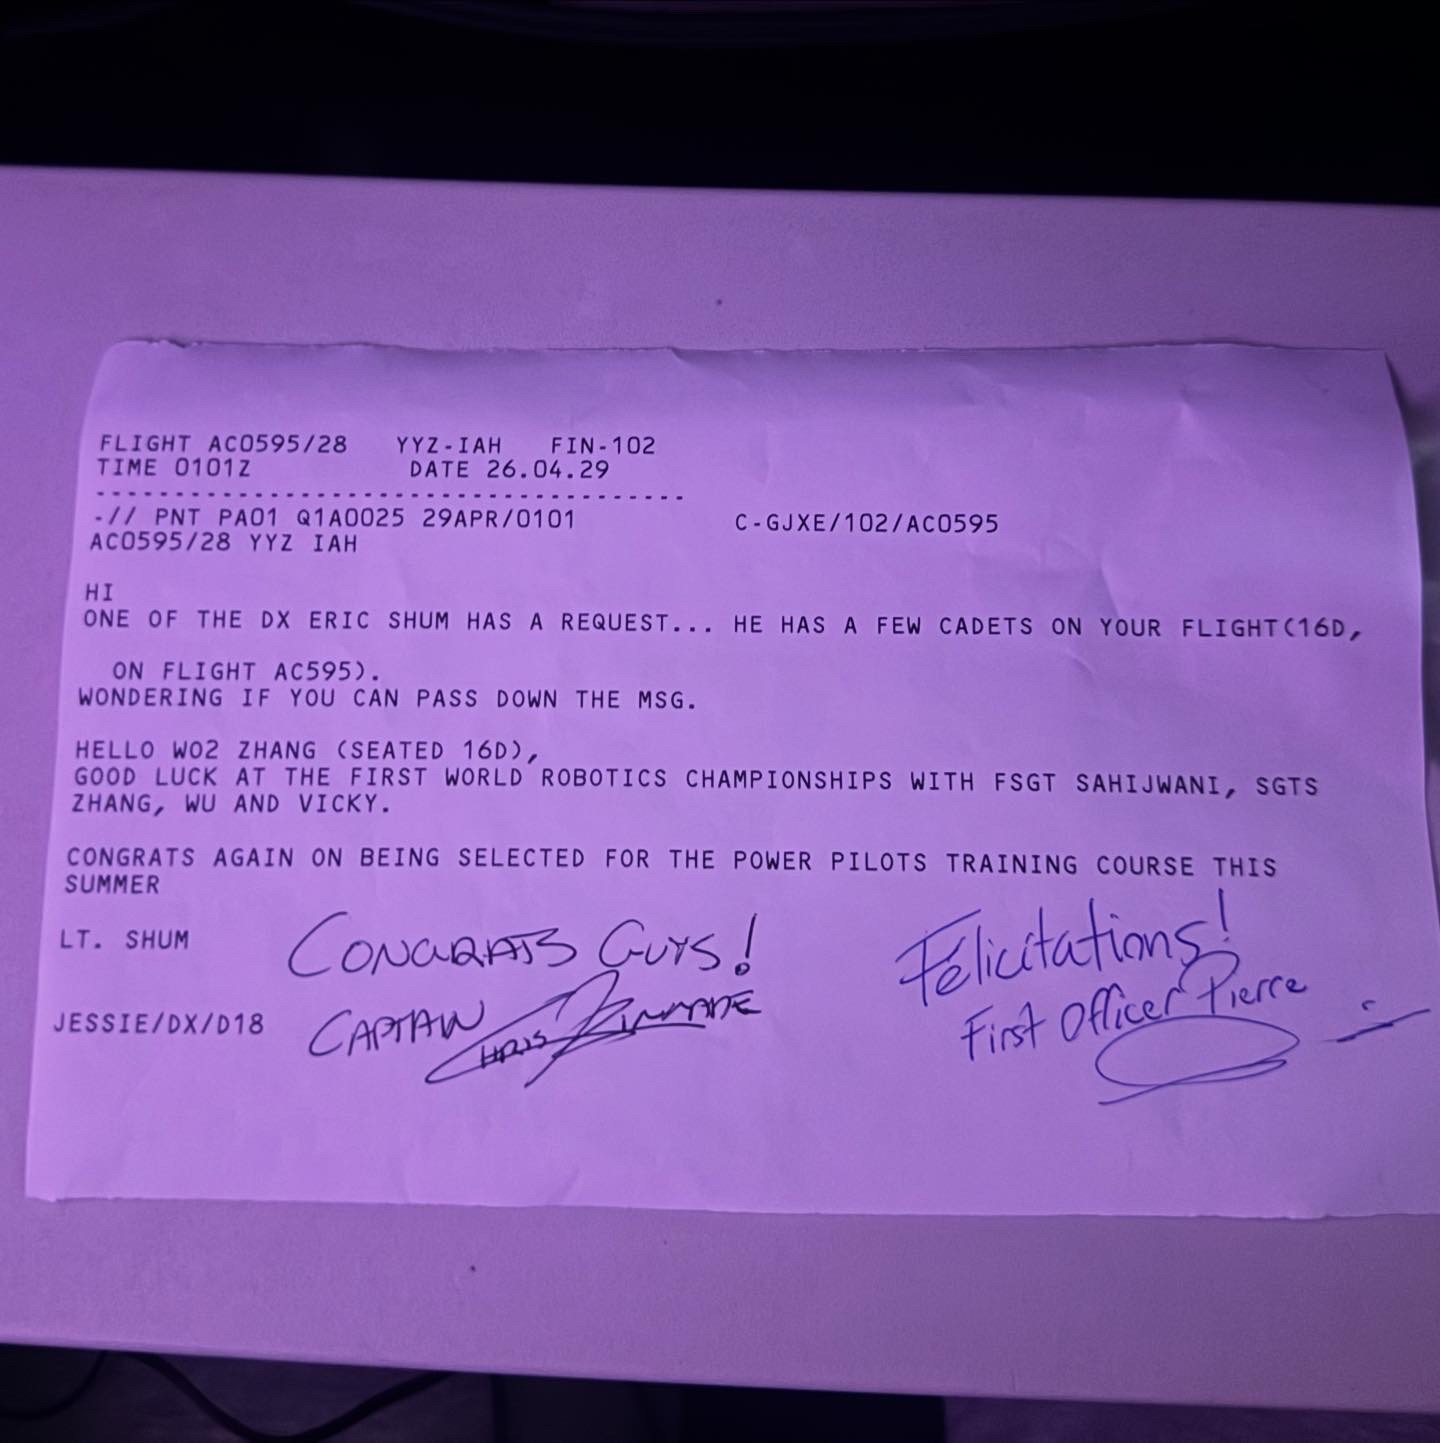 FLIGHT AC0595/28 YYZ-IAH FIN-102
TIME 0101Z DATE 26.04.29
---------------------------------------
-// PNT PA01 Q1A0025 29APR/0101 C-GJXE/102/AC0595
AC0595/28 YYZ IAH
HI
ONE OF THE DX ERIC SHUM HAS A REQUEST... HE HAS A FEW CADETS ON YOUR FLIGHT(16D,
ON FLIGHT AC595).
WONDERING IF YOU CAN PASS DOWN THE MSG.
HELLO WO2 ZHANG (SEATED 16D),
GOOD LUCK AT THE FIRST WORLD ROBOTICS CHAMPIONSHIPS WITH FSGT SAHIJWANI, SGTS
ZHANG, WU AND VICKY.
CONGRATS AGAIN ON BEING SELECTED FOR THE POWER PILOTS TRAINING COURSE THIS
SUMMER
LT. SHUM
CONGRATS GUYS!
CAPTAIN CHRIS
Félicitations!
First Officer Pierre
JESSIE/DX/D18